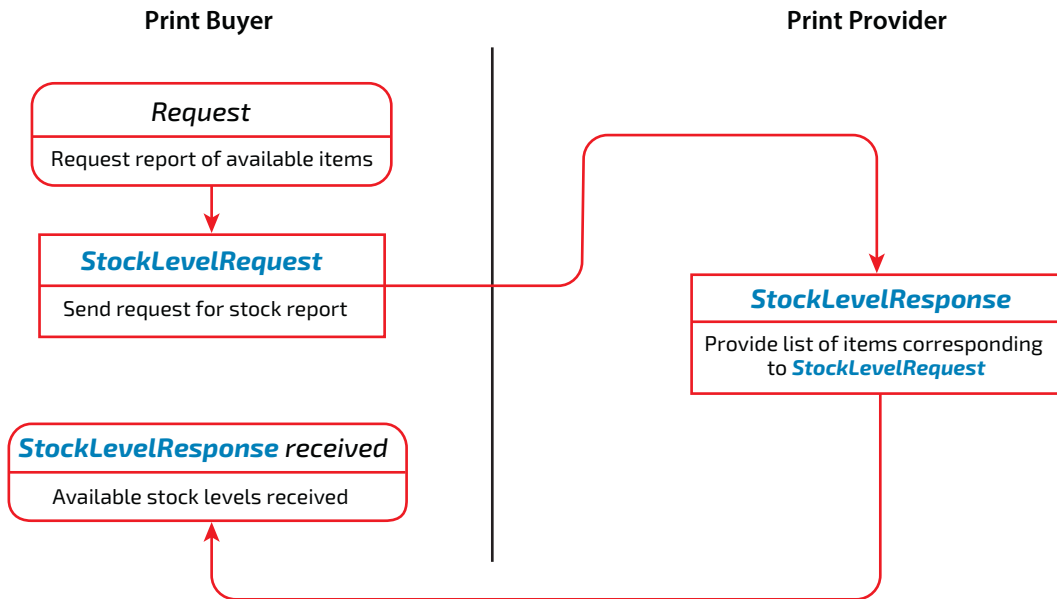 Print Buyer
Print Provider
Request
Request report of available items
StockLevelRequest
Send request for stock report
StockLevelResponse
Provide list of items corresponding
to StockLevelRequest
StockLevelResponse received
Available stock levels received